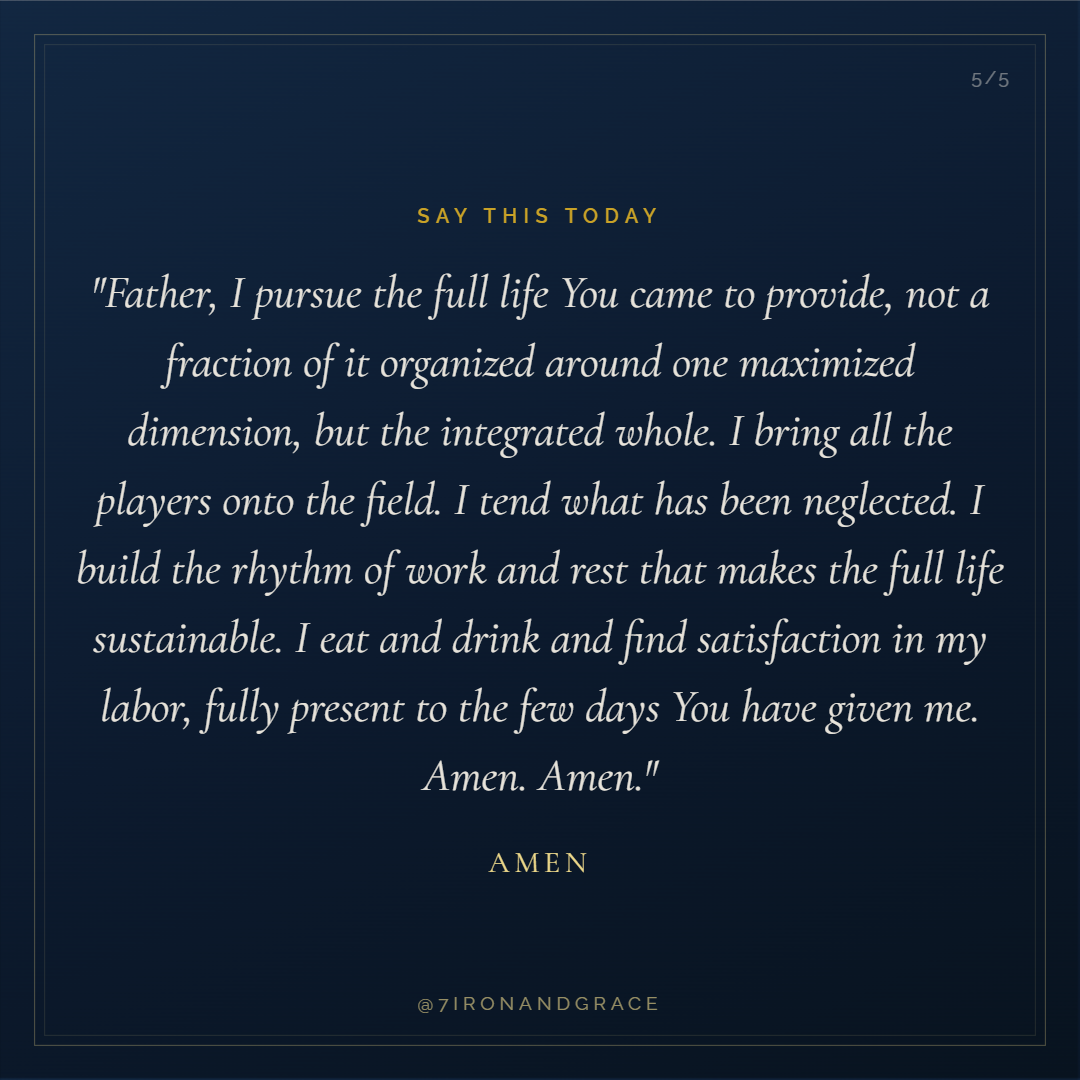 5/5
SAY THIS TODAY
"Father, I pursue the full life You came to provide, not a
fraction of it organized around one maximized
dimension, but the integrated whole. I bring all the
players onto the field. I tend what has been neglected. I
build the rhythm of work and rest that makes the full life
sustainable. I eat and drink and find satisfaction in my
labor, fully present to the few days You have given me.
Amen. Amen."
AMEN
@7IRONANDGRACE